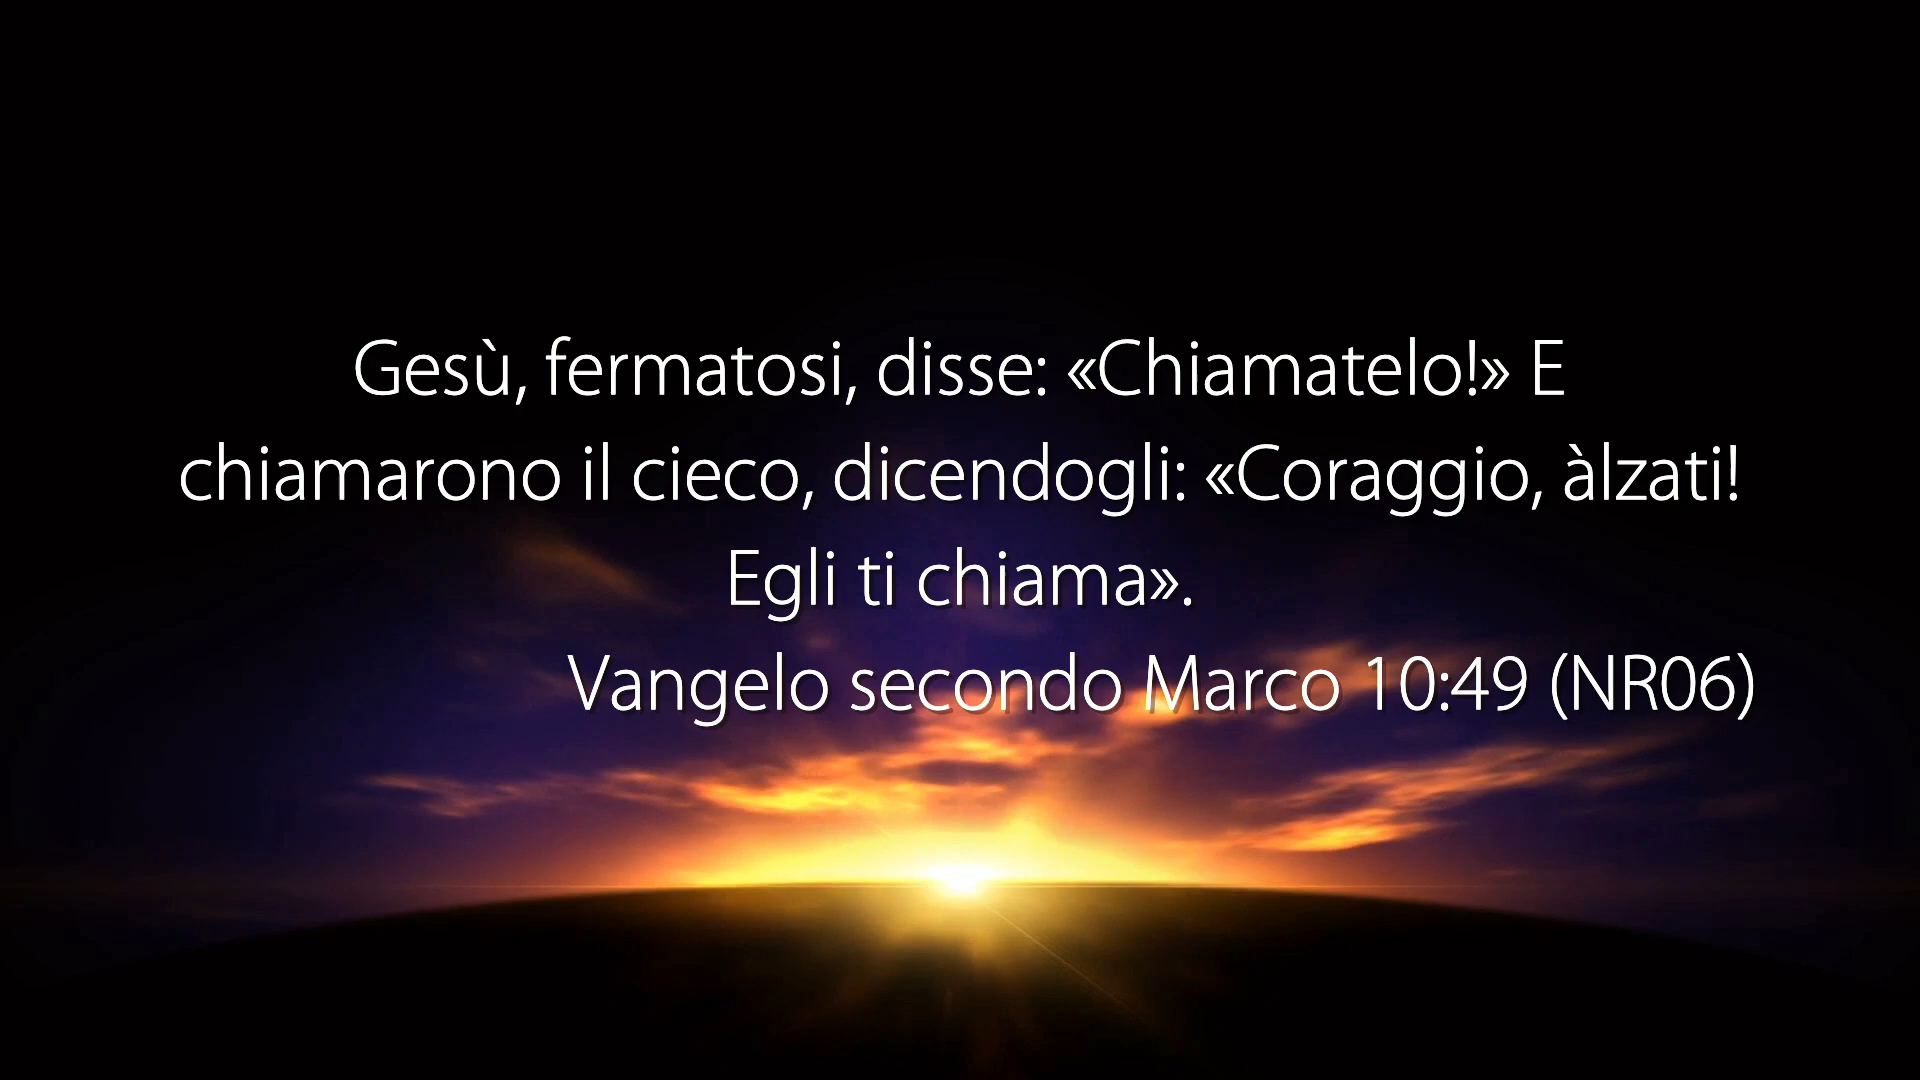 Gesù, fermatosi, disse: «Chiamatelo!» E
chiamarono il cieco, dicendogli: «Coraggio, àlzati!
Egli ti chiama».
Vangelo secondo Marco 10:49 (NR06)